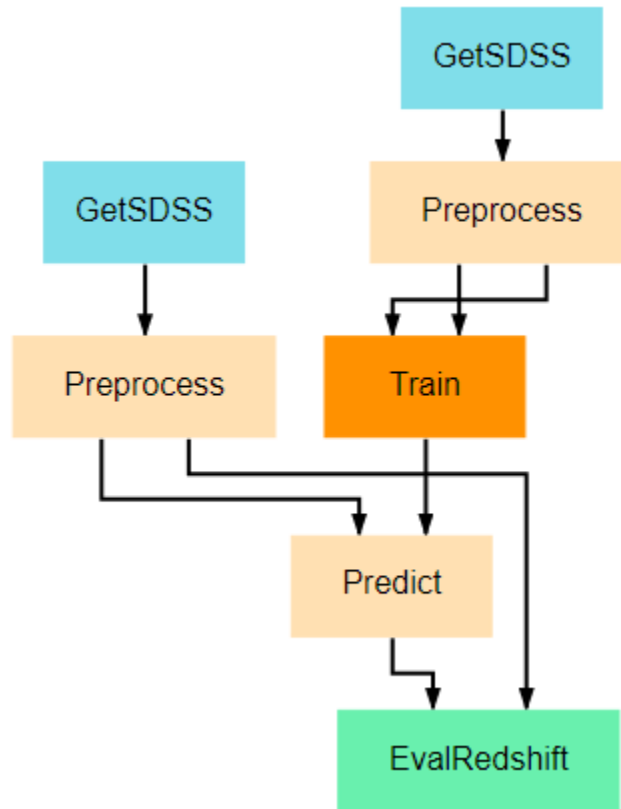 GetSDSS
GetSDSS
Preprocess
Preprocess
Train
Predict
EvalRedshift